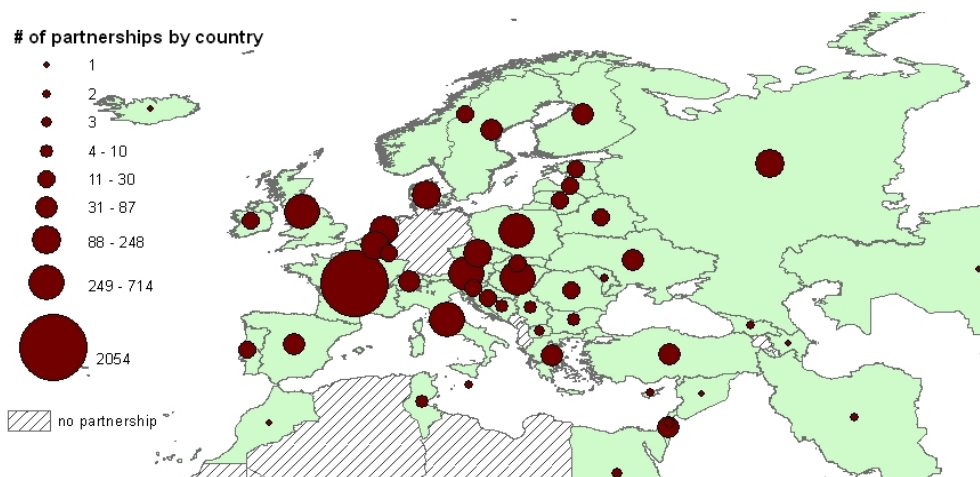 # of partnerships by country
1
2
3
4 - 10
11 - 30
31 - 87
88 - 248
249 - 714
2054
no partnership